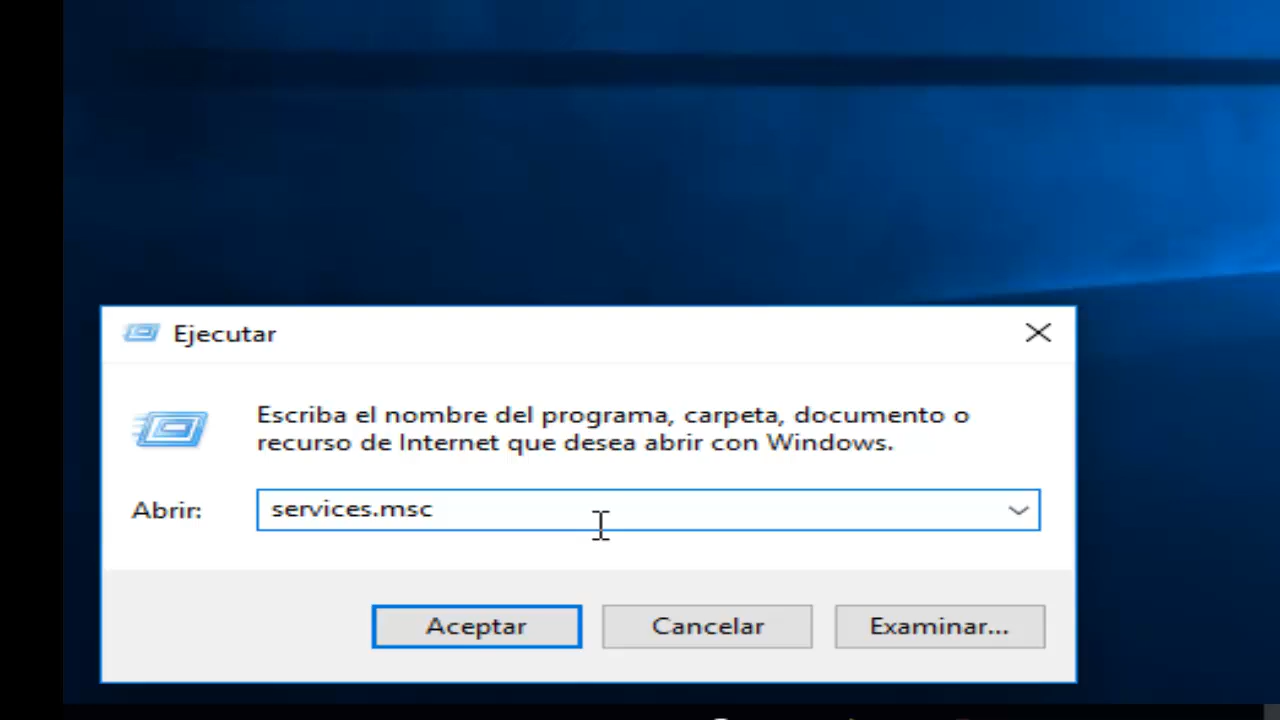 Ejecutar
Escriba el nombre del programa, carpeta, documento o
recurso de Internet que desea abrir con Windows.
Abrir: services.msc
Aceptar Cancelar Examinar...